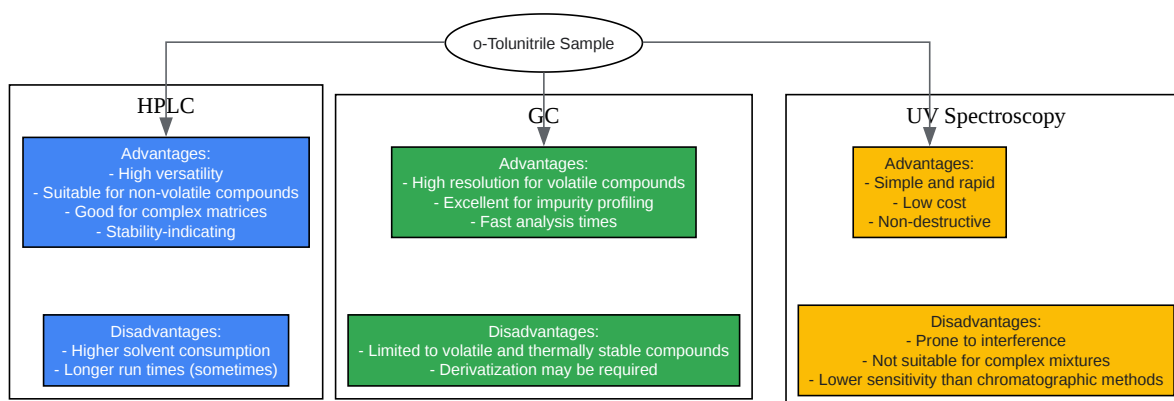 o-Tolunitrile Sample
HPLC
Advantages:
- High versatility
- Suitable for non-volatile compounds
- Good for complex matrices
- Stability-indicating
Disadvantages:
- Higher solvent consumption
- Longer run times (sometimes)
GC
Advantages:
- High resolution for volatile compounds
- Excellent for impurity profiling
- Fast analysis times
Disadvantages:
- Limited to volatile and thermally stable compounds
- Derivatization may be required
UV Spectroscopy
Advantages:
- Simple and rapid
- Low cost
- Non-destructive
Disadvantages:
- Prone to interference
- Not suitable for complex mixtures
- Lower sensitivity than chromatographic methods